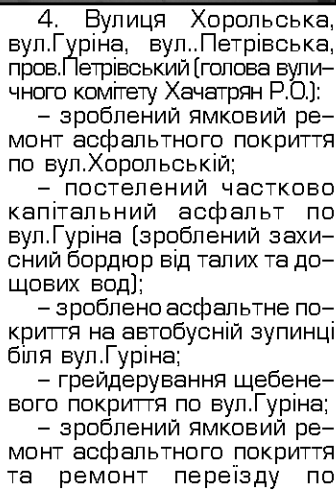 4. Вулиця Хорольська,
вул.Гуріна, вул..Петрівська,
пров.Петрівський (голова вули-
чного комітету Хачатрян Р.О.):
– зроблений ямковий ре-
монт асфальтного покриття
по вул.Хорольській;
– постелений частково
капітальний асфальт по
вул.Гуріна (зроблений захи-
сний бордюр від талих та до-
щових вод);
– зроблено асфальтне по-
криття на автобусній зупинці
біля вул.Гуріна;
– грейдерування щебене-
вого покриття по вул.Гуріна;
– зроблений ямковий ре-
монт асфальтного покриття
та ремонт переїзду по